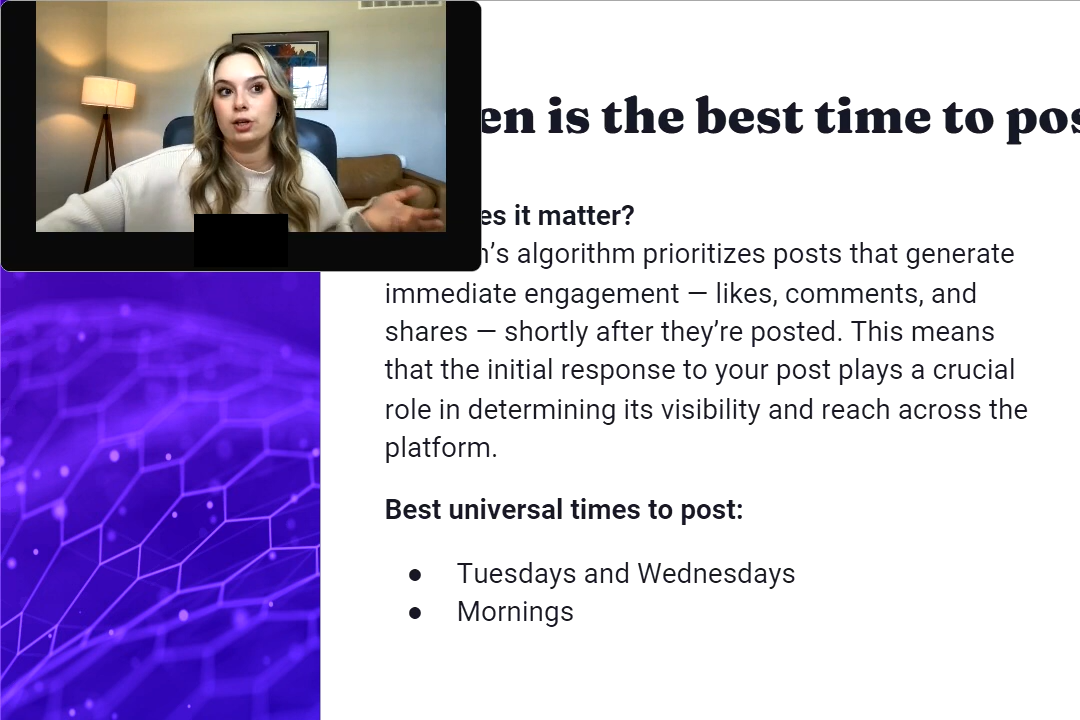 en is the best time to pos
es it matter?
n’s algorithm prioritizes posts that generate
immediate engagement — likes, comments, and
shares — shortly after they’re posted. This means
that the initial response to your post plays a crucial
role in determining its visibility and reach across the
platform.
Best universal times to post:
● Tuesdays and Wednesdays
● Mornings